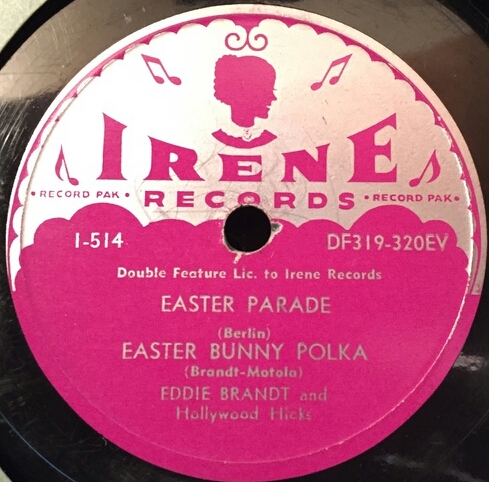 IRENE
• RECORD PAK • RECORDS • RECORD PAK •
1-514 DF319-320EV
Double Feature Lic. to Irene Records
EASTER PARADE
(Berlin)
EASTER BUNNY POLKA
(Brandt-Motola)
EDDIE BRANDT and
Hollywood Hicks